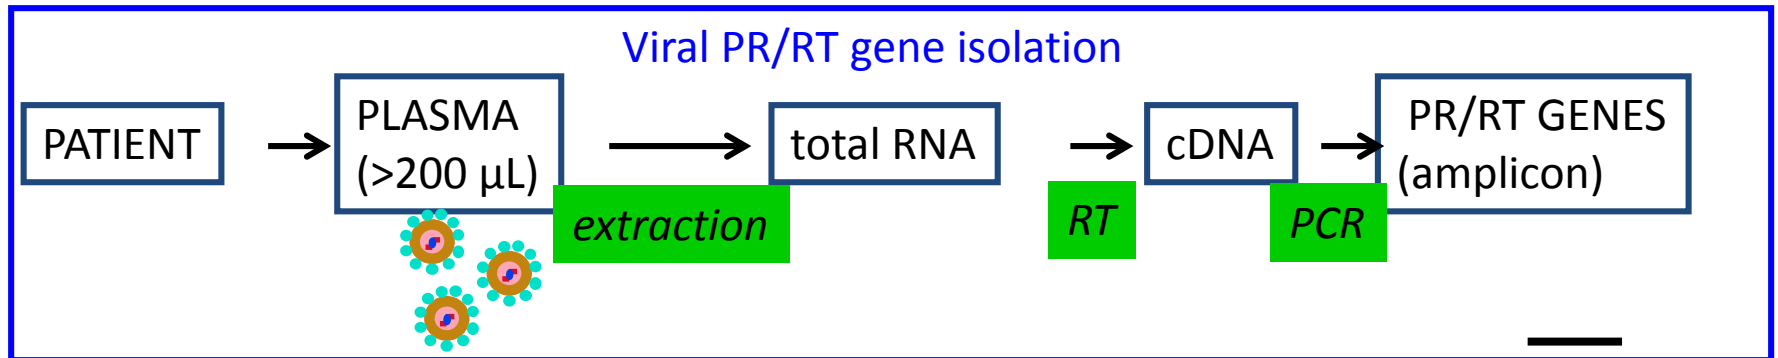 Viral PR/RT gene isolation
PATIENT
PLASMA
(>200 µL)
total RNA
cDNA
PR/RT GENES
(amplicon)
extraction
RT
PCR